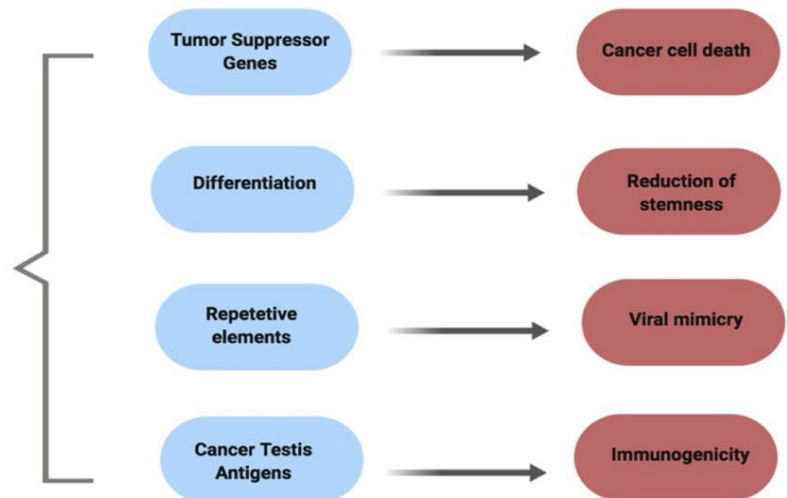 Tumor Suppressor
Genes
Cancer cell death
Differentiation
Reduction of
stemness
Repetetive
elements
Viral mimicry
Cancer Testis
Antigens
Immunogenicity